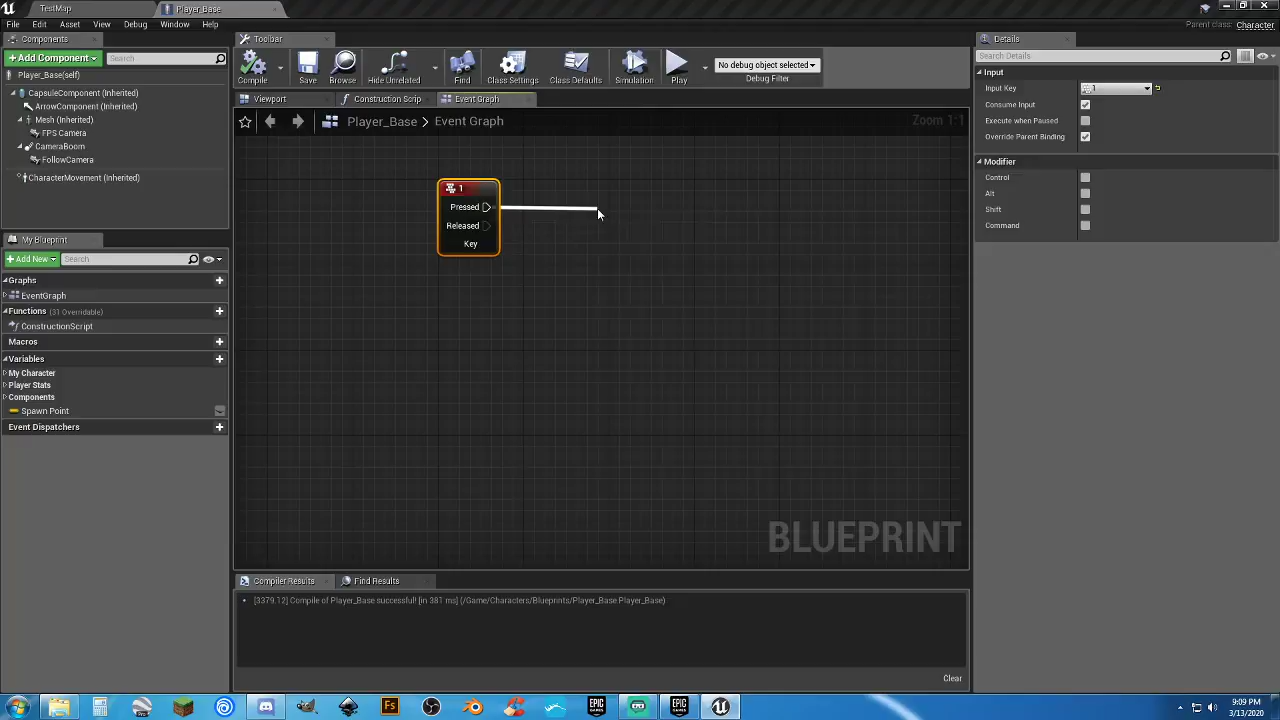 TestMap
Player_Base
File Edit Asset View Debug Window Help
Parent class: Character
Components
+Add Component
Search
Player_Base(self)
CapsuleComponent (Inherited)
ArrowComponent (Inherited)
Mesh (Inherited)
FPS Camera
CameraBoom
FollowCamera
CharacterMovement (Inherited)
My Blueprint
+Add New
Search
Graphs
EventGraph
Functions (31 Overridable)
ConstructionScript
Macros
Variables
My Character
Player Stats
Components
Spawn Point
Event Dispatchers
Toolbar
Compile Save Browse Hide Unrelated Find Class Settings Class Defaults Simulation Play
No debug object selected
Debug Filter
Viewport
Construction Scrip
Event Graph
Player_Base > Event Graph
Zoom 1:1
1
Pressed
Released
Key
BLUEPRINT
Compiler Results
Find Results
[3379.12] Compile of Player_Base successful! [in 381 ms] (/Game/Characters/Blueprints/Player_Base.Player_Base)
Clear
Details
Search Details
Input
Input Key 1
Consume Input
Execute when Paused
Override Parent Binding
Modifier
Control
Alt
Shift
Command
Pro
Fs
EPIC GAMES
EPIC GAMES
9:09 PM
3/13/2020